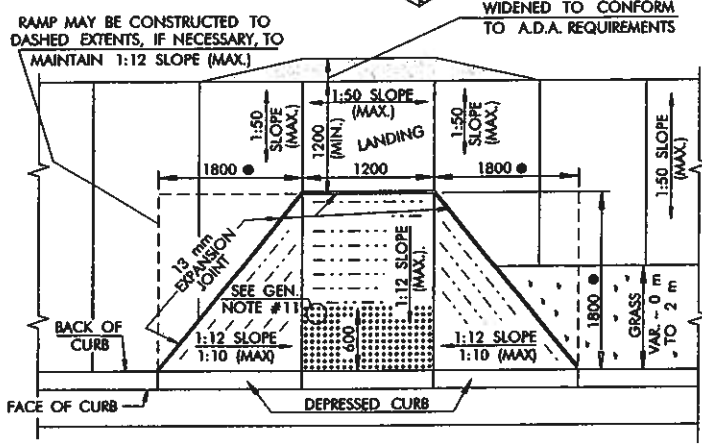 RAMP MAY BE CONSTRUCTED TO
DASHED EXTENTS, IF NECESSARY, TO
MAINTAIN 1:12 SLOPE (MAX.)
WIDENED TO CONFORM
TO A.D.A. REQUIREMENTS
1:50 SLOPE
(MAX.)
1:50
SLOPE
(MAX.)
1200
(MIN.)
LANDING
1:50
SLOPE
(MAX.)
1:50 SLOPE
(MAX.)
1800 ●
1200
1800 ●
13 mm
EXPANSION
JOINT
SEE GEN.
NOTE #11
1:12 SLOPE
(MAX.)
600
1800 ●
GRASS
VAR. – 0 m
TO 2 m
BACK OF
CURB
1:12 SLOPE
1:10 (MAX)
1:12 SLOPE
1:10 (MAX)
FACE OF CURB
DEPRESSED CURB